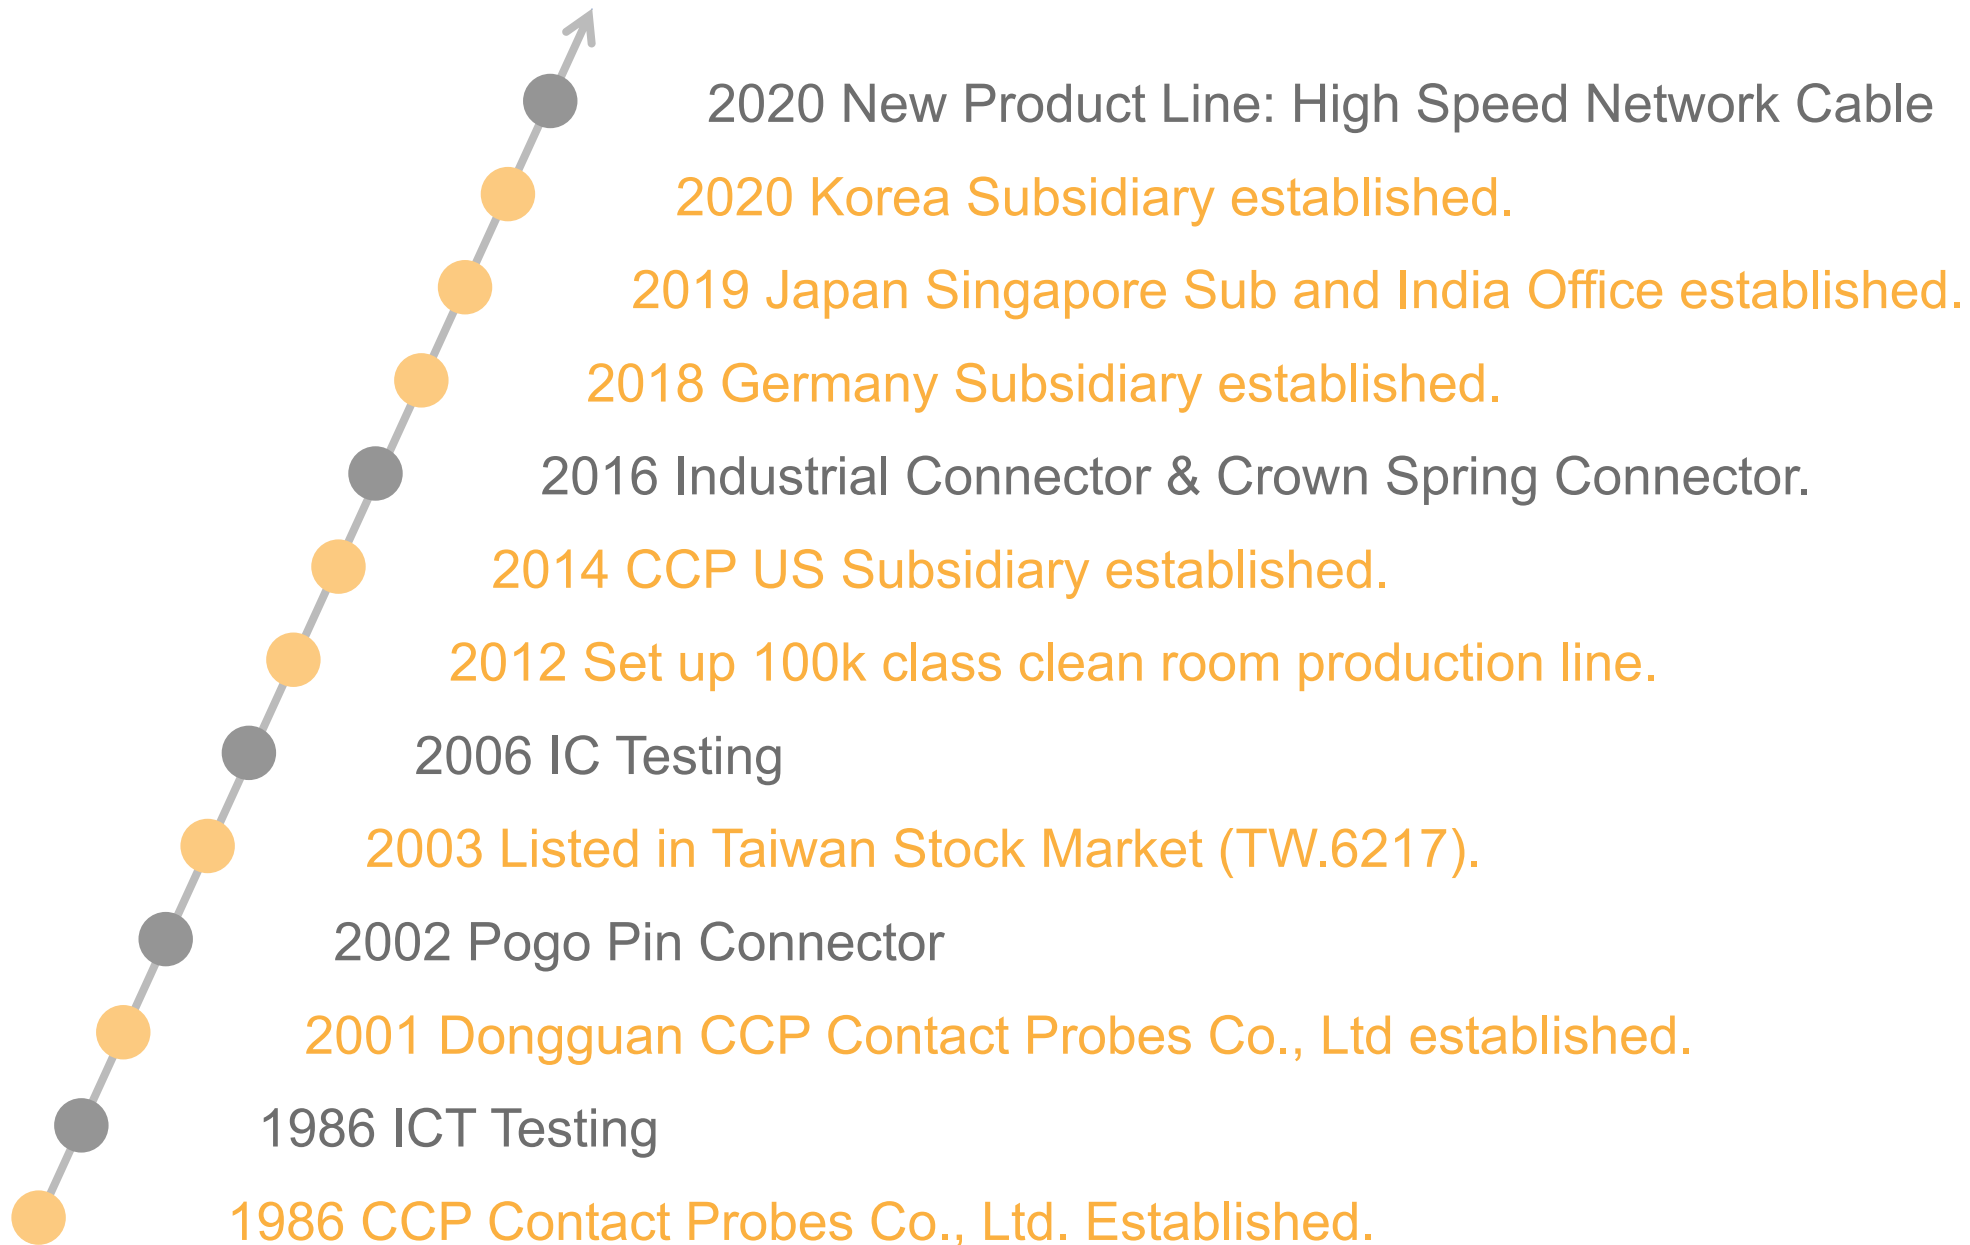 2020 New Product Line: High Speed Network Cable
2020 Korea Subsidiary established.
2019 Japan Singapore Sub and India Office established.
2018 Germany Subsidiary established.
2016 Industrial Connector & Crown Spring Connector.
2014 CCP US Subsidiary established.
2012 Set up 100k class clean room production line.
2006 IC Testing
2003 Listed in Taiwan Stock Market (TW.6217).
2002 Pogo Pin Connector
2001 Dongguan CCP Contact Probes Co., Ltd established.
1986 ICT Testing
1986 CCP Contact Probes Co., Ltd. Established.